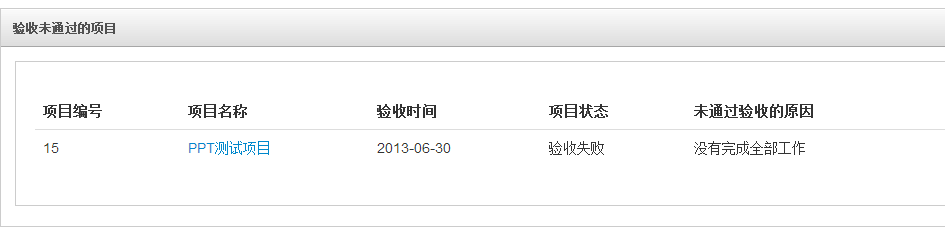 验收未通过的项目
项目编号 项目名称 验收时间 项目状态 未通过验收的原因
15 PPT测试项目 2013-06-30 验收失败 没有完成全部工作